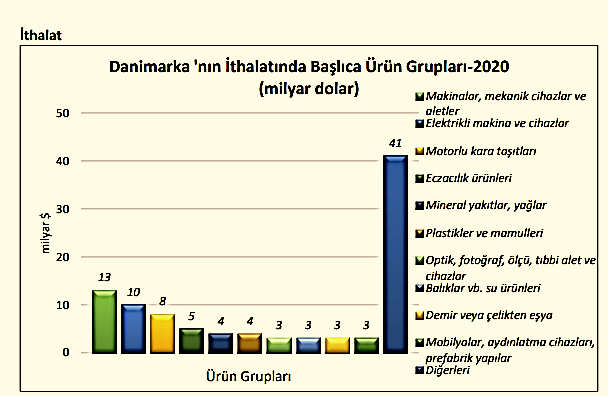 İthalat
Danimarka 'nın İthalatında Başlıca Ürün Grupları-2020
(milyar dolar)
50
40
30
20
10
0
milyar $
13
10
8
5
4
4
3
3
3
3
41
Ürün Grupları
Makinalar, mekanik cihazlar ve
aletler
Elektrikli makina ve cihazlar
Motorlu kara taşıtları
Eczacılık ürünleri
Mineral yakıtlar, yağlar
Plastikler ve mamulleri
Optik, fotoğraf, ölçü, tıbbi alet ve
cihazlar
Balıklar vb. su ürünleri
Demir veya çelikten eşya
Mobilyalar, aydınlatma cihazları,
prefabrik yapılar
Diğerleri